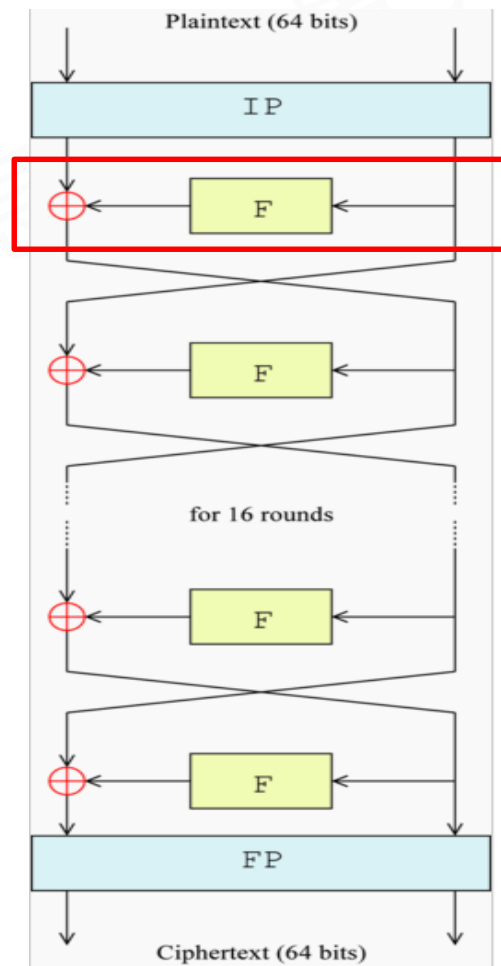 Plaintext (64 bits)
IP
F
F
for 16 rounds
F
F
FP
Ciphertext (64 bits)